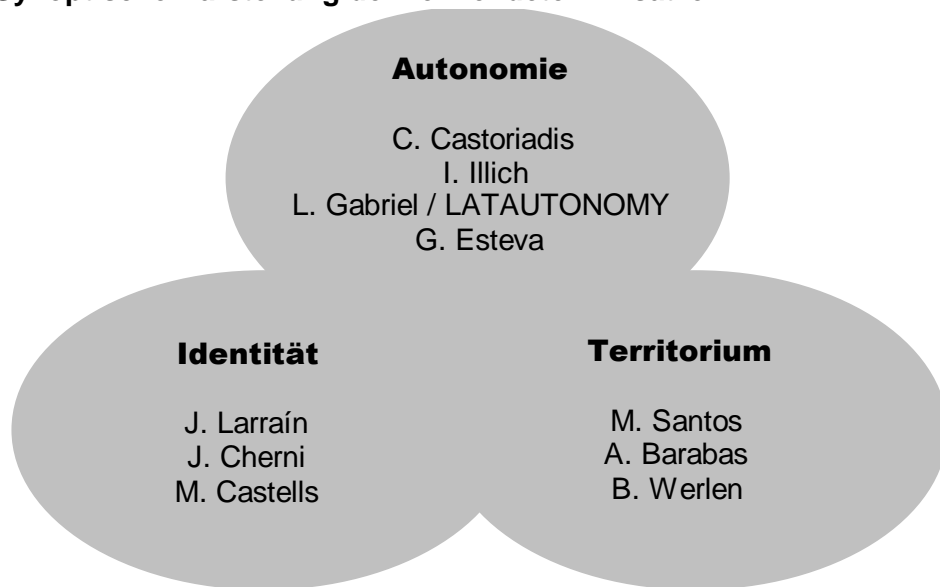 Autonomie
C. Castoriadis
I. Illich
L. Gabriel / LATAUTONOMY
G. Esteva
Identität
J. Larraín
J. Cherni
M. Castells
Territorium
M. Santos
A. Barabas
B. Werlen